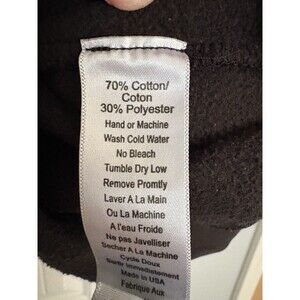 70% Cotton/
Coton
30% Polyester
Hand or Machine
Wash Cold Water
No Bleach
Tumble Dry Low
Remove Promtly
Laver A La Main
Ou La Machine
A l'eau Froide
Ne pas Javelliser
Secher A La Machine
Cycle Doux
Sortir Immediatement
Made in USA
Fabrique Aux